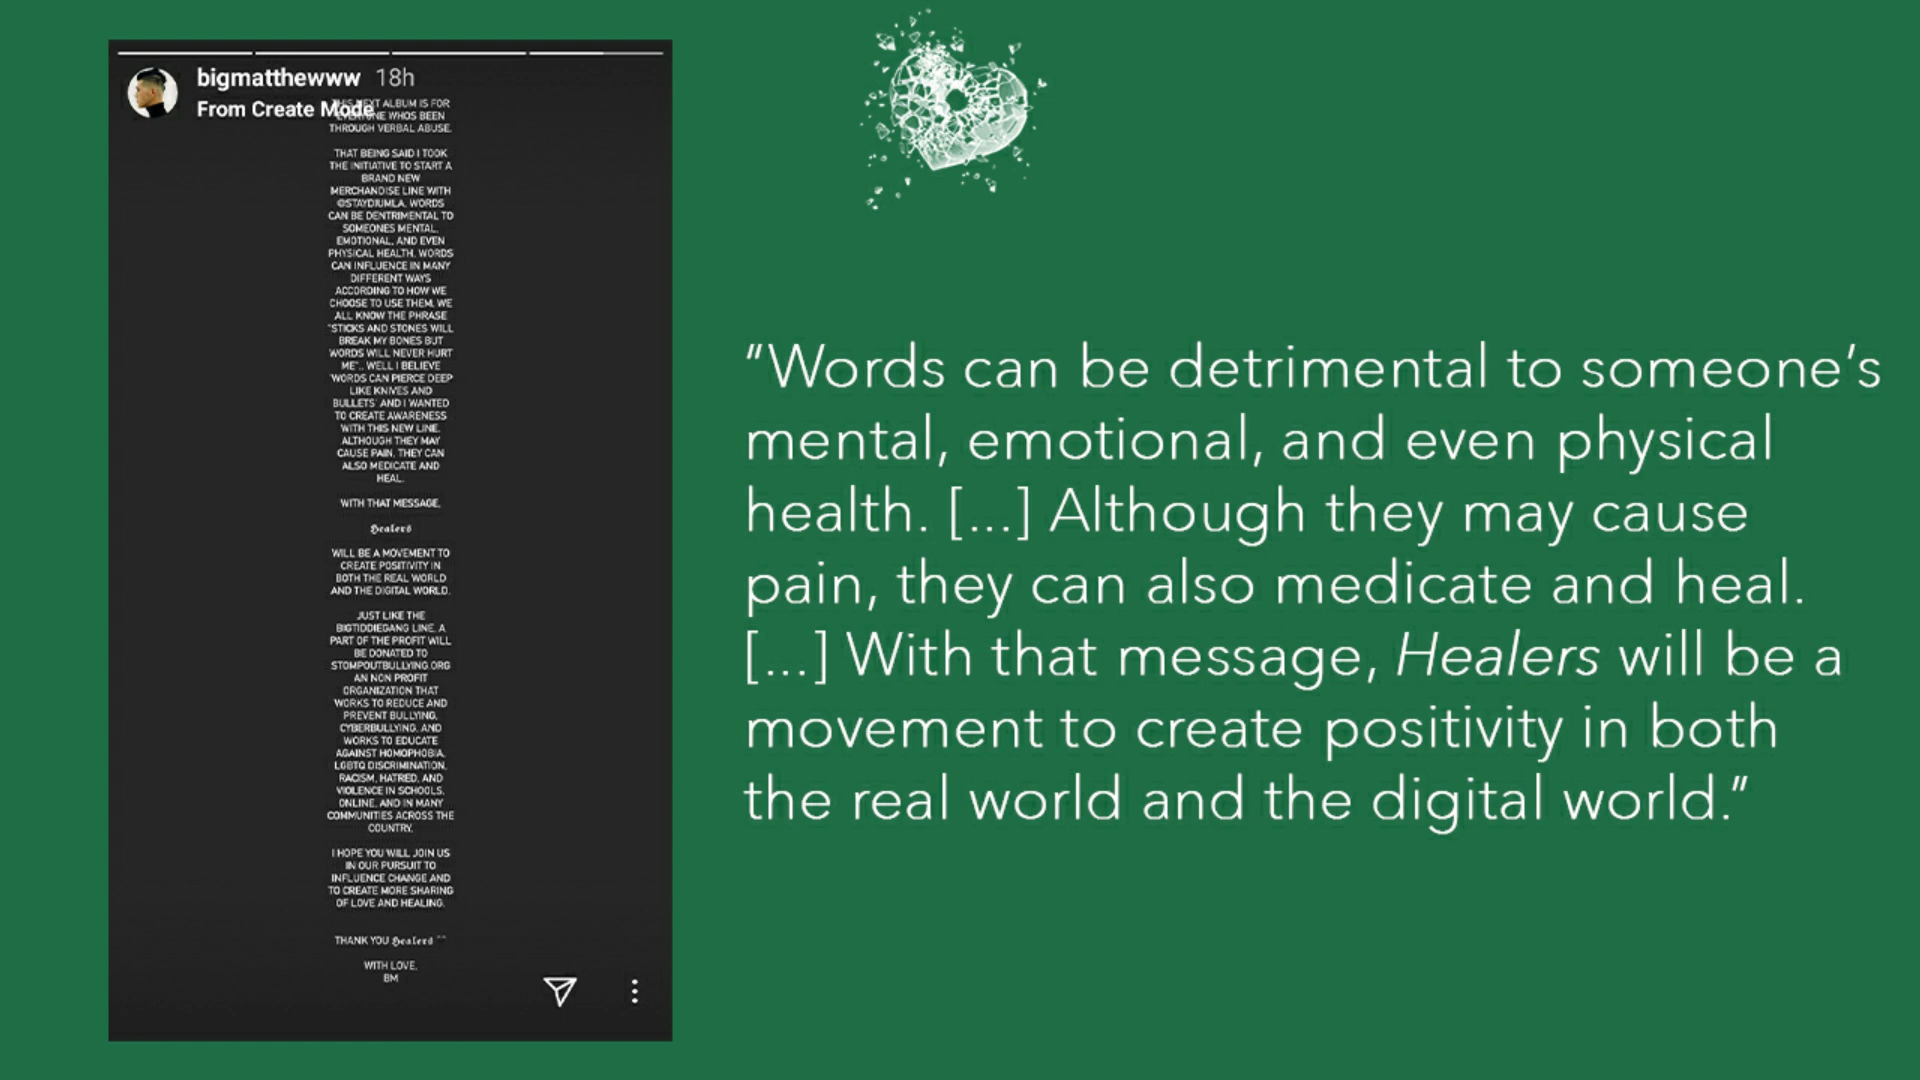 bigmatthewww 18h
From Create Mode
THIS NEXT ALBUM IS FOR
EVERYONE WHOS BEEN
THROUGH VERBAL ABUSE.
THAT BEING SAID I TOOK
THE INITIATIVE TO START A
BRAND NEW
MERCHANDISE LINE WITH
@STAYDIUMLA. WORDS
CAN BE DENTRIMENTAL TO
SOMEONES MENTAL,
EMOTIONAL, AND EVEN
PHYSICAL HEALTH. WORDS
CAN INFLUENCE IN MANY
DIFFERENT WAYS
ACCORDING TO HOW WE
CHOOSE TO USE THEM. WE
ALL KNOW THE PHRASE
"STICKS AND STONES WILL
BREAK MY BONES BUT
WORDS WILL NEVER HURT
ME".. WELL I BELIEVE
'WORDS CAN PIERCE DEEP
LIKE KNIVES AND
BULLETS' AND I WANTED
TO CREATE AWARENESS
WITH THIS NEW LINE.
ALTHOUGH THEY MAY
CAUSE PAIN, THEY CAN
ALSO MEDICATE AND
HEAL.
WITH THAT MESSAGE,
Healers
WILL BE A MOVEMENT TO
CREATE POSITIVITY IN
BOTH THE REAL WORLD
AND THE DIGITAL WORLD.
JUST LIKE THE
BIGTIDDIEGANG LINE, A
PART OF THE PROFIT WILL
BE DONATED TO
STOMPOUTBULLYING.ORG
AN NON PROFIT
ORGANIZATION THAT
WORKS TO REDUCE AND
PREVENT BULLYING,
CYBERBULLYING, AND
WORKS TO EDUCATE
AGAINST HOMOPHOBIA,
LGBTQ DISCRIMINATION,
RACISM, HATRED, AND
VIOLENCE IN SCHOOLS,
ONLINE, AND IN MANY
COMMUNITIES ACROSS THE
COUNTRY.
I HOPE YOU WILL JOIN US
IN OUR PURSUIT TO
INFLUENCE CHANGE AND
TO CREATE MORE SHARING
OF LOVE AND HEALING.
THANK YOU Healers ^^
WITH LOVE,
BM
"Words can be detrimental to someone's
mental, emotional, and even physical
health. [...] Although they may cause
pain, they can also medicate and heal.
[...] With that message, Healers will be a
movement to create positivity in both
the real world and the digital world."